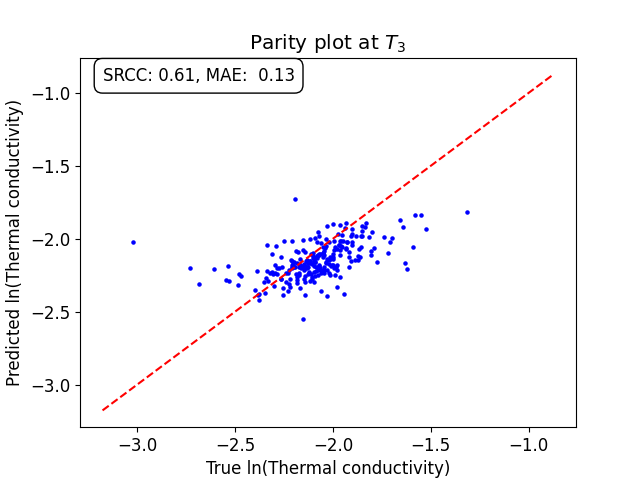 Parity plot at T₃
SRCC: 0.61, MAE:  0.13
Predicted ln(Thermal conductivity)
−1.0
−1.5
−2.0
−2.5
−3.0
−3.0 −2.5 −2.0 −1.5 −1.0
True ln(Thermal conductivity)